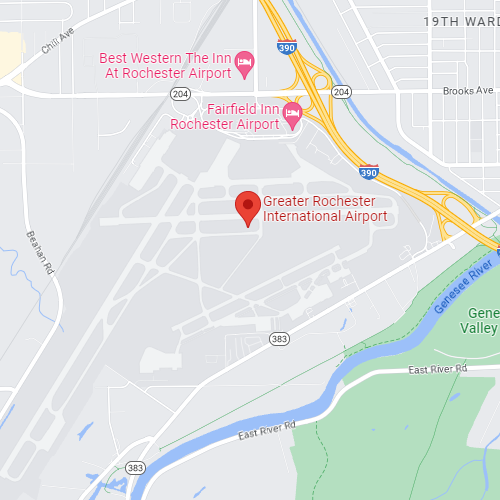 19TH WARD
Chili Ave
390
Best Western The Inn
At Rochester Airport
204
204
Brooks Ave
Fairfield Inn
Rochester Airport
390
Greater Rochester
International Airport
Beahan Rd
Genesee River
Gene
Valley
383
East River Rd
East River Rd
383